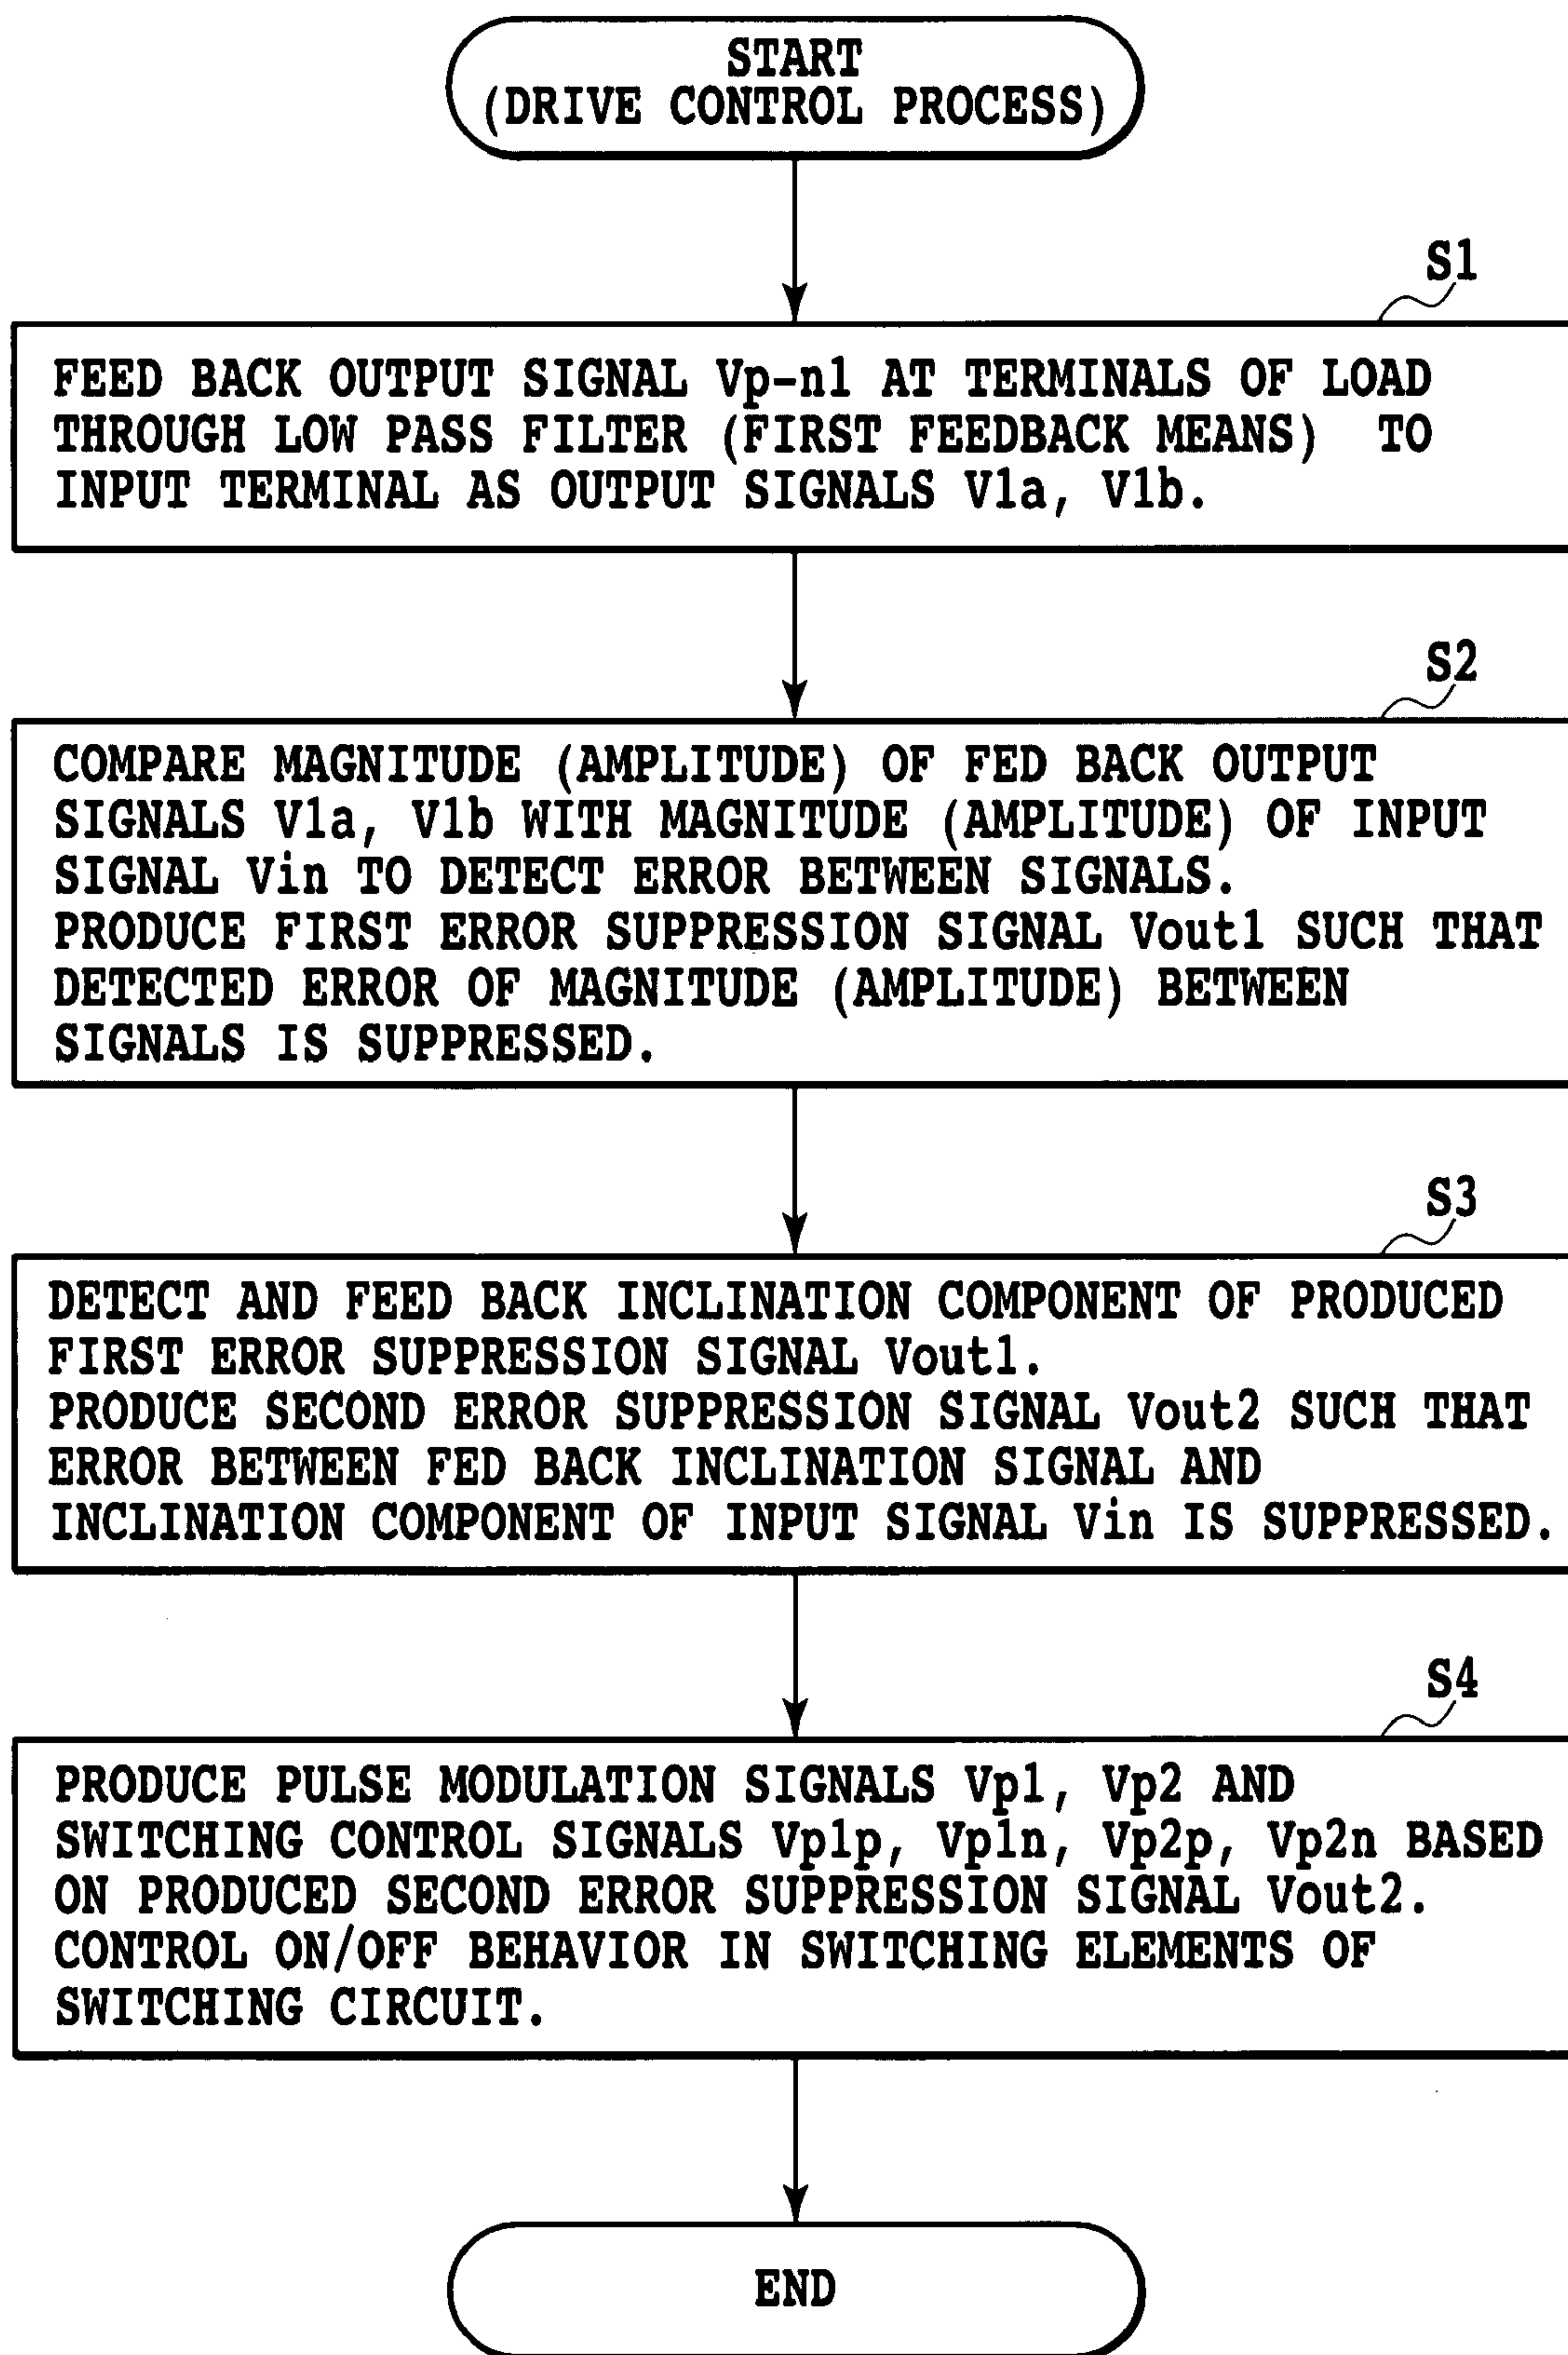 START
(DRIVE CONTROL PROCESS)
S1
FEED BACK OUTPUT SIGNAL Vp-n1 AT TERMINALS OF LOAD
THROUGH LOW PASS FILTER (FIRST FEEDBACK MEANS) TO
INPUT TERMINAL AS OUTPUT SIGNALS V1a, V1b.
S2
COMPARE MAGNITUDE (AMPLITUDE) OF FED BACK OUTPUT
SIGNALS V1a, V1b WITH MAGNITUDE (AMPLITUDE) OF INPUT
SIGNAL Vin TO DETECT ERROR BETWEEN SIGNALS.
PRODUCE FIRST ERROR SUPPRESSION SIGNAL Vout1 SUCH THAT
DETECTED ERROR OF MAGNITUDE (AMPLITUDE) BETWEEN
SIGNALS IS SUPPRESSED.
S3
DETECT AND FEED BACK INCLINATION COMPONENT OF PRODUCED
FIRST ERROR SUPPRESSION SIGNAL Vout1.
PRODUCE SECOND ERROR SUPPRESSION SIGNAL Vout2 SUCH THAT
ERROR BETWEEN FED BACK INCLINATION SIGNAL AND
INCLINATION COMPONENT OF INPUT SIGNAL Vin IS SUPPRESSED.
S4
PRODUCE PULSE MODULATION SIGNALS Vp1, Vp2 AND
SWITCHING CONTROL SIGNALS Vp1p, Vp1n, Vp2p, Vp2n BASED
ON PRODUCED SECOND ERROR SUPPRESSION SIGNAL Vout2.
CONTROL ON/OFF BEHAVIOR IN SWITCHING ELEMENTS OF
SWITCHING CIRCUIT.
END